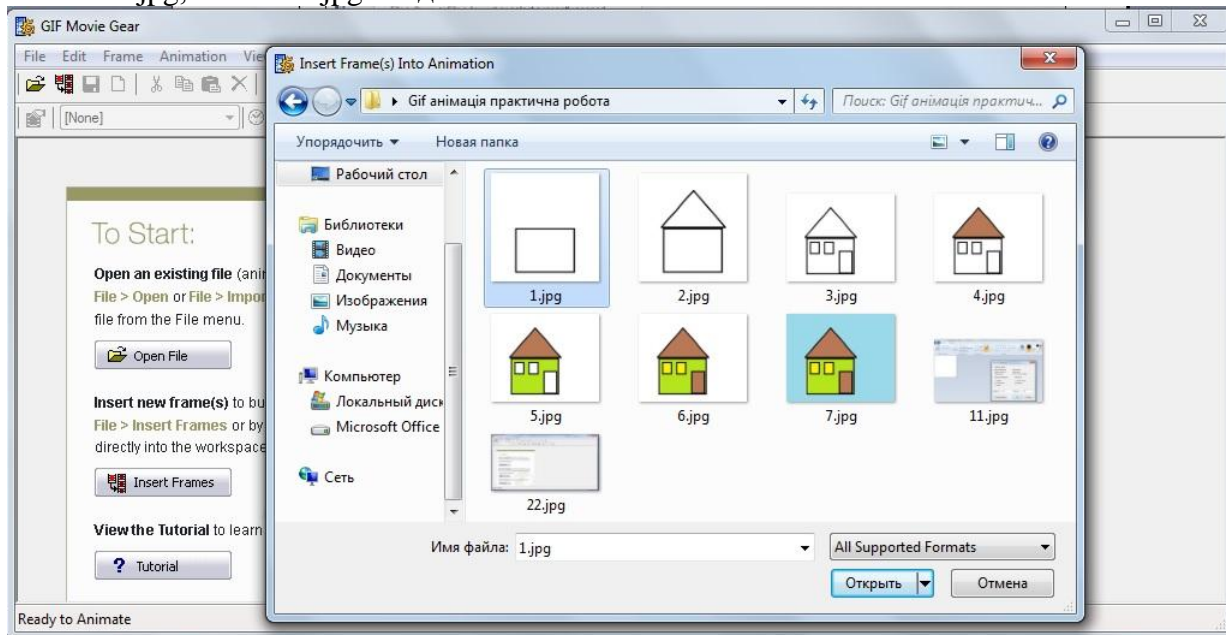 GIF Movie Gear
File Edit Frame Animation Vie
[None]
To Start:
Open an existing file (anir
File > Open or File > Impor
file from the File menu.
Open File
Insert new frame(s) to bu
File > Insert Frames or by
directly into the workspace
Insert Frames
View the Tutorial to learn
? Tutorial
Ready to Animate
Insert Frame(s) Into Animation
Gif анімація практична робота
Поиск: Gif анімація практич...
Упорядочить Новая папка
Рабочий стол
Библиотеки
Видео
Документы
Изображения
Музыка
Компьютер
Локальный диск
Microsoft Office
Сеть
1.jpg 2.jpg 3.jpg 4.jpg
5.jpg 6.jpg 7.jpg 11.jpg
22.jpg
Имя файла: 1.jpg
All Supported Formats
Открыть Отмена